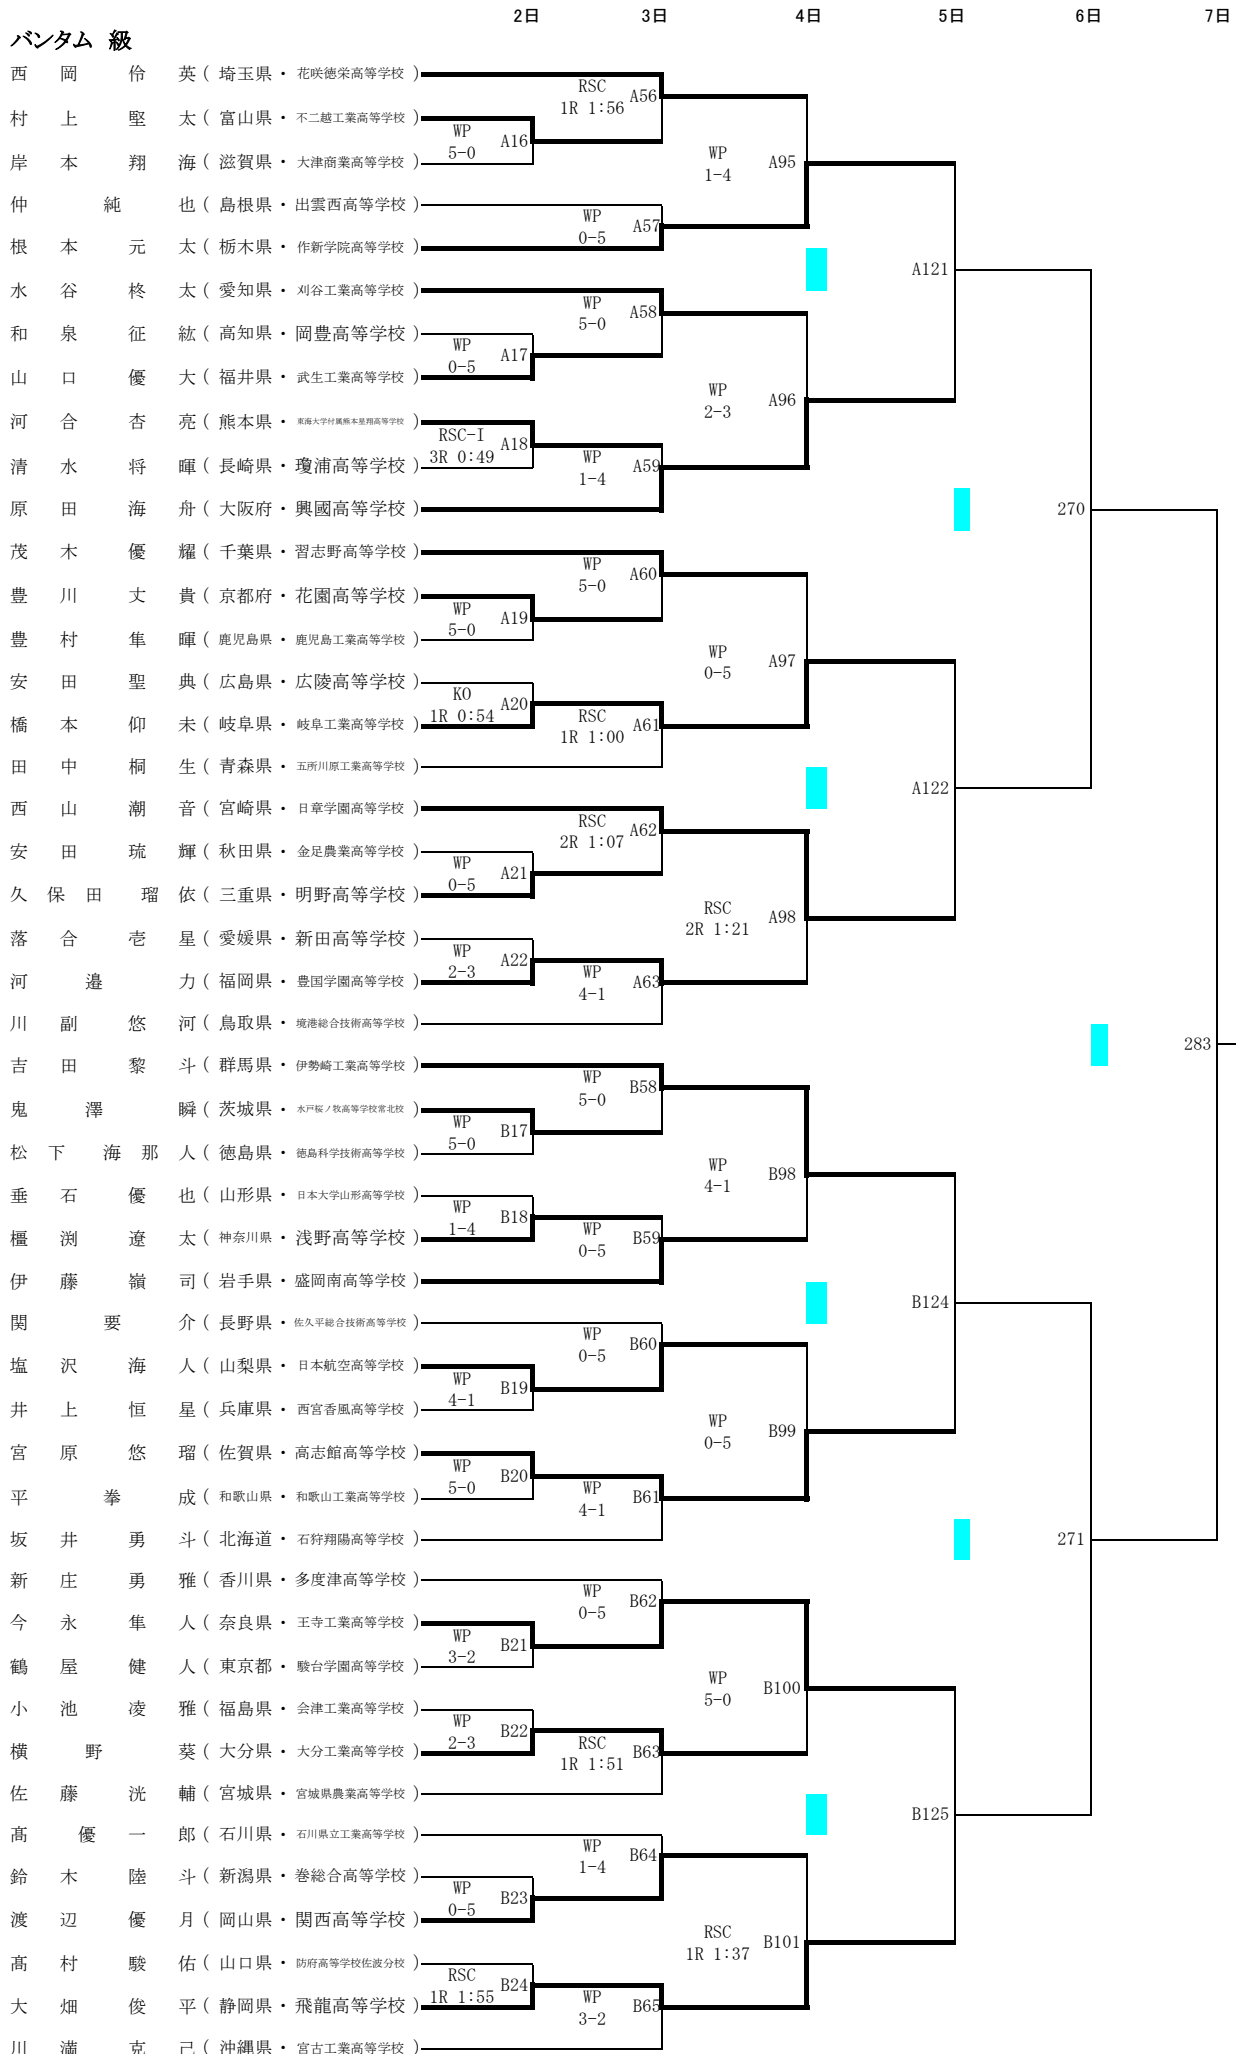 2日 3日 4日 5日 6日 7日
バンタム 級
西岡 伶英 ( 埼玉県 ・ 花咲徳栄高等学校 )
RSC
1R 1:56 A56
村上 堅太 ( 富山県 ・ 不二越工業高等学校 )
WP
5-0 A16
岸本 翔海 ( 滋賀県 ・ 大津商業高等学校 )
WP
1-4 A95
仲 純也 ( 島根県 ・ 出雲西高等学校 )
WP
0-5 A57
根本 元太 ( 栃木県 ・ 作新学院高等学校 )
A121
水谷 柊太 ( 愛知県 ・ 刈谷工業高等学校 )
WP
5-0 A58
和泉 征紘 ( 高知県 ・ 岡豊高等学校 )
WP
0-5 A17
山口 優大 ( 福井県 ・ 武生工業高等学校 )
WP
2-3 A96
河合 杏亮 ( 熊本県 ・ 東海大学付属熊本星翔高等学校 )
RSC-I
3R 0:49 A18
清水 将暉 ( 長崎県 ・ 瓊浦高等学校 )
WP
1-4 A59
原田 海舟 ( 大阪府 ・ 興國高等学校 )
270
茂木 優耀 ( 千葉県 ・ 習志野高等学校 )
WP
5-0 A60
豊川 丈貴 ( 京都府 ・ 花園高等学校 )
WP
5-0 A19
豊村 隼暉 ( 鹿児島県 ・ 鹿児島工業高等学校 )
WP
0-5 A97
安田 聖典 ( 広島県 ・ 広陵高等学校 )
KO
1R 0:54 A20
橋本 仰未 ( 岐阜県 ・ 岐阜工業高等学校 )
RSC
1R 1:00 A61
田中 桐生 ( 青森県 ・ 五所川原工業高等学校 )
A122
西山 潮音 ( 宮崎県 ・ 日章学園高等学校 )
RSC
2R 1:07 A62
安田 琉輝 ( 秋田県 ・ 金足農業高等学校 )
WP
0-5 A21
久保田 瑠依 ( 三重県 ・ 明野高等学校 )
RSC
2R 1:21 A98
落合 壱星 ( 愛媛県 ・ 新田高等学校 )
WP
2-3 A22
河邉 力 ( 福岡県 ・ 豊国学園高等学校 )
WP
4-1 A63
川副 悠河 ( 鳥取県 ・ 境港総合技術高等学校 )
283
吉田 黎斗 ( 群馬県 ・ 伊勢崎工業高等学校 )
WP
5-0 B58
鬼澤 瞬 ( 茨城県 ・ 水戸桜ノ牧高等学校常北校 )
WP
5-0 B17
松下 海那人 ( 徳島県 ・ 徳島科学技術高等学校 )
WP
4-1 B98
垂石 優也 ( 山形県 ・ 日本大学山形高等学校 )
WP
1-4 B18
橿渕 遼太 ( 神奈川県 ・ 浅野高等学校 )
WP
0-5 B59
伊藤 嶺司 ( 岩手県 ・ 盛岡南高等学校 )
B124
関 要介 ( 長野県 ・ 佐久平総合技術高等学校 )
WP
0-5 B60
塩沢 海人 ( 山梨県 ・ 日本航空高等学校 )
WP
4-1 B19
井上 恒星 ( 兵庫県 ・ 西宮香風高等学校 )
WP
0-5 B99
宮原 悠瑠 ( 佐賀県 ・ 高志館高等学校 )
WP
5-0 B20
平 拳成 ( 和歌山県 ・ 和歌山工業高等学校 )
WP
4-1 B61
坂井 勇斗 ( 北海道 ・ 石狩翔陽高等学校 )
271
新庄 勇雅 ( 香川県 ・ 多度津高等学校 )
WP
0-5 B62
今永 隼人 ( 奈良県 ・ 王寺工業高等学校 )
WP
3-2 B21
鶴屋 健人 ( 東京都 ・ 駿台学園高等学校 )
WP
5-0 B100
小池 凌雅 ( 福島県 ・ 会津工業高等学校 )
WP
2-3 B22
横野 葵 ( 大分県 ・ 大分工業高等学校 )
RSC
1R 1:51 B63
佐藤 洸輔 ( 宮城県 ・ 宮城県農業高等学校 )
B125
髙 優一郎 ( 石川県 ・ 石川県立工業高等学校 )
WP
1-4 B64
鈴木 陸斗 ( 新潟県 ・ 巻総合高等学校 )
WP
0-5 B23
渡辺 優月 ( 岡山県 ・ 関西高等学校 )
RSC
1R 1:37 B101
髙村 駿佑 ( 山口県 ・ 防府高等学校佐波分校 )
RSC
1R 1:55 B24
大畑 俊平 ( 静岡県 ・ 飛龍高等学校 )
WP
3-2 B65
川満 克己 ( 沖縄県 ・ 宮古工業高等学校 )